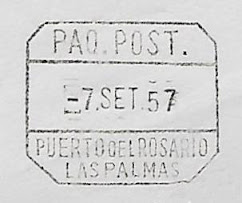 PAQ. POST.
-7.SET.57
PUERTO DEL ROSARIO
LAS PALMAS